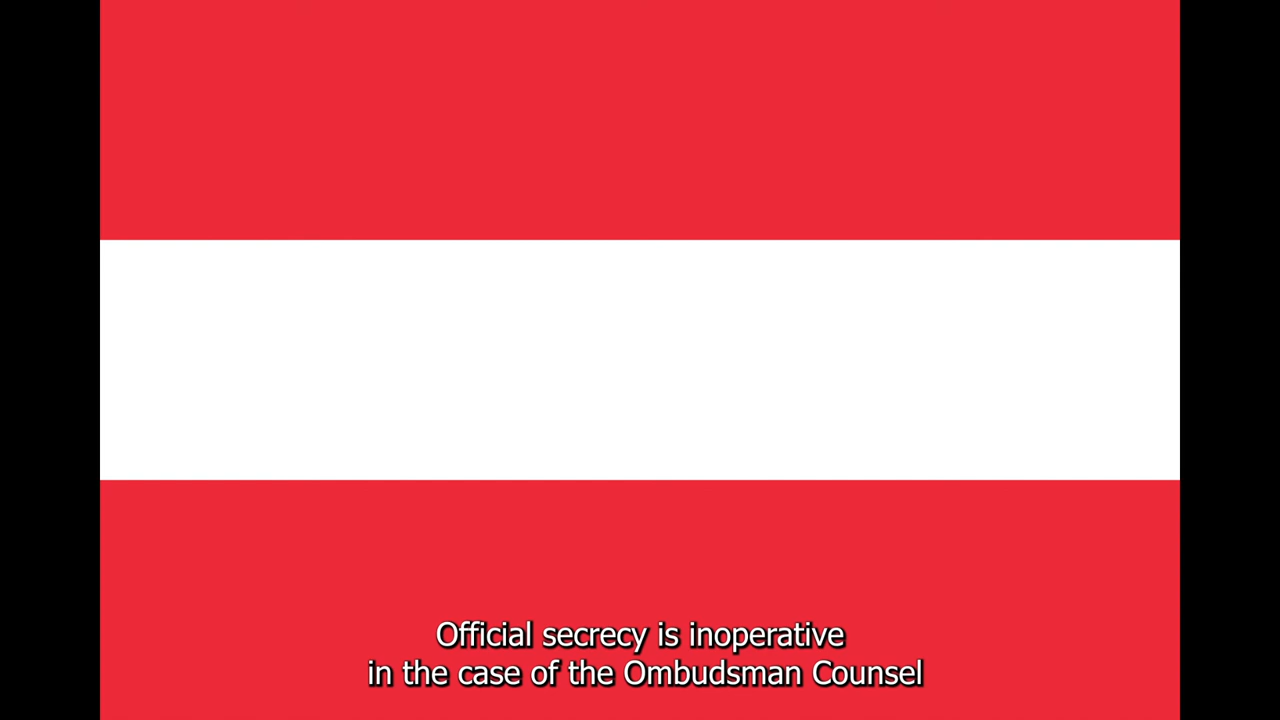 Official secrecy is inoperative
in the case of the Ombudsman Counsel